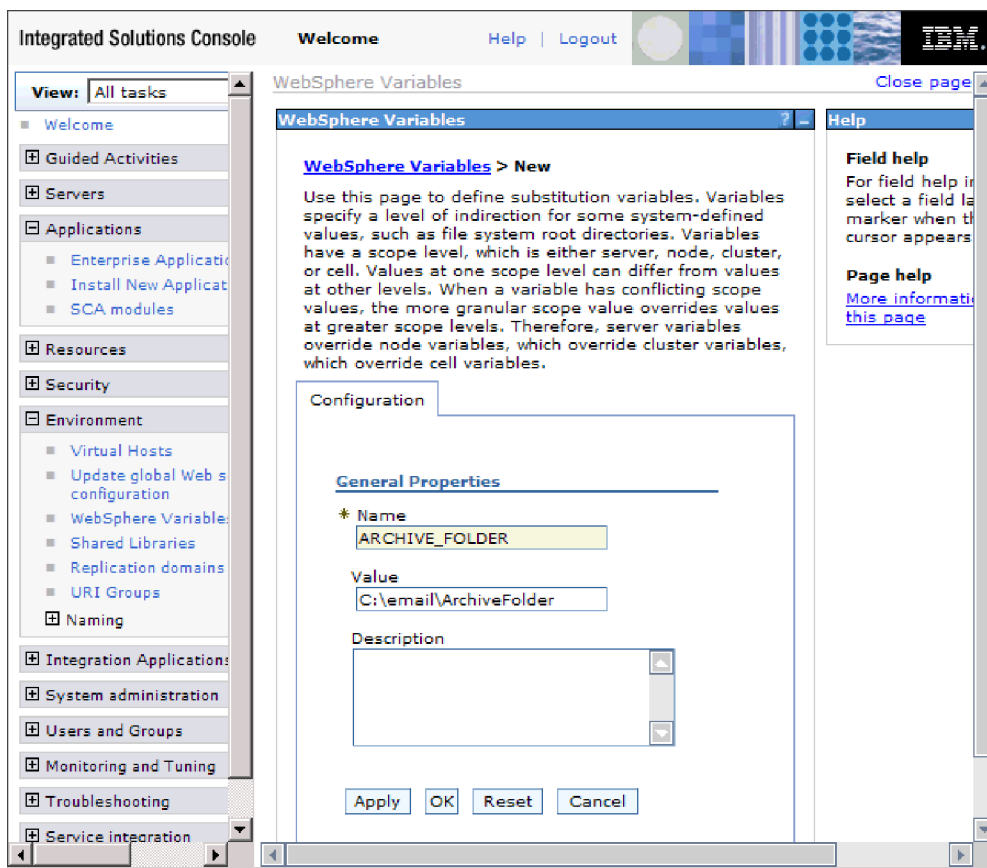 Integrated Solutions Console Welcome Help | Logout IBM.
View: All tasks
Welcome
Guided Activities
Servers
Applications
Enterprise Applicatio
Install New Applicat
SCA modules
Resources
Security
Environment
Virtual Hosts
Update global Web s
configuration
WebSphere Variable
Shared Libraries
Replication domains
URI Groups
Naming
Integration Applications
System administration
Users and Groups
Monitoring and Tuning
Troubleshooting
Service integration
WebSphere Variables Close page
WebSphere Variables ? –
WebSphere Variables > New
Use this page to define substitution variables. Variables
specify a level of indirection for some system-defined
values, such as file system root directories. Variables
have a scope level, which is either server, node, cluster,
or cell. Values at one scope level can differ from values
at other levels. When a variable has conflicting scope
values, the more granular scope value overrides values
at greater scope levels. Therefore, server variables
override node variables, which override cluster variables,
which override cell variables.
Configuration
General Properties
* Name
ARCHIVE_FOLDER
Value
C:\email\ArchiveFolder
Description
Apply OK Reset Cancel
Help
Field help
For field help in
select a field la
marker when th
cursor appears
Page help
More informatio
this page